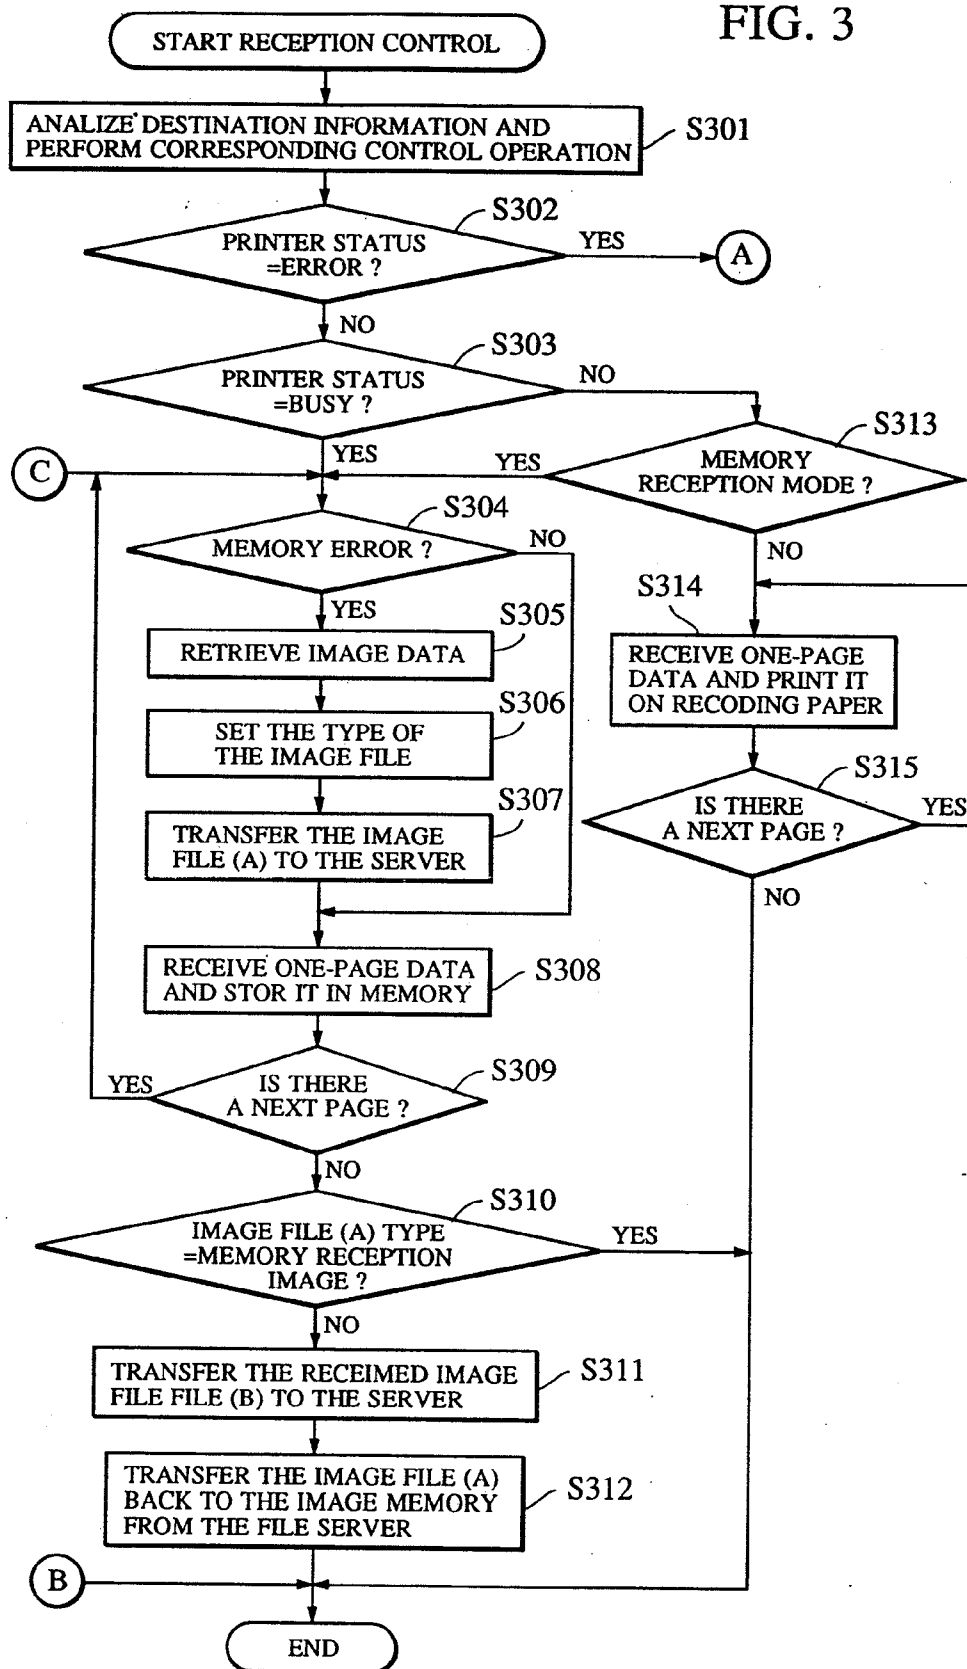 FIG. 3
START RECEPTION CONTROL
ANALIZE DESTINATION INFORMATION AND
PERFORM CORRESPONDING CONTROL OPERATION
S301
S302
PRINTER STATUS
=ERROR ?
YES
A
NO
S303
PRINTER STATUS
=BUSY ?
NO
YES
S313
MEMORY
RECEPTION MODE ?
YES
NO
C
S304
MEMORY ERROR ?
NO
YES
S305
RETRIEVE IMAGE DATA
S306
SET THE TYPE OF
THE IMAGE FILE
S307
TRANSFER THE IMAGE
FILE (A) TO THE SERVER
S314
RECEIVE ONE-PAGE
DATA AND PRINT IT
ON RECODING PAPER
S315
IS THERE
A NEXT PAGE ?
YES
NO
RECEIVE ONE-PAGE DATA
AND STOR IT IN MEMORY
S308
S309
IS THERE
A NEXT PAGE ?
YES
NO
S310
IMAGE FILE (A) TYPE
=MEMORY RECEPTION
IMAGE ?
YES
NO
TRANSFER THE RECEIMED IMAGE
FILE FILE (B) TO THE SERVER
S311
TRANSFER THE IMAGE FILE (A)
BACK TO THE IMAGE MEMORY
FROM THE FILE SERVER
S312
B
END